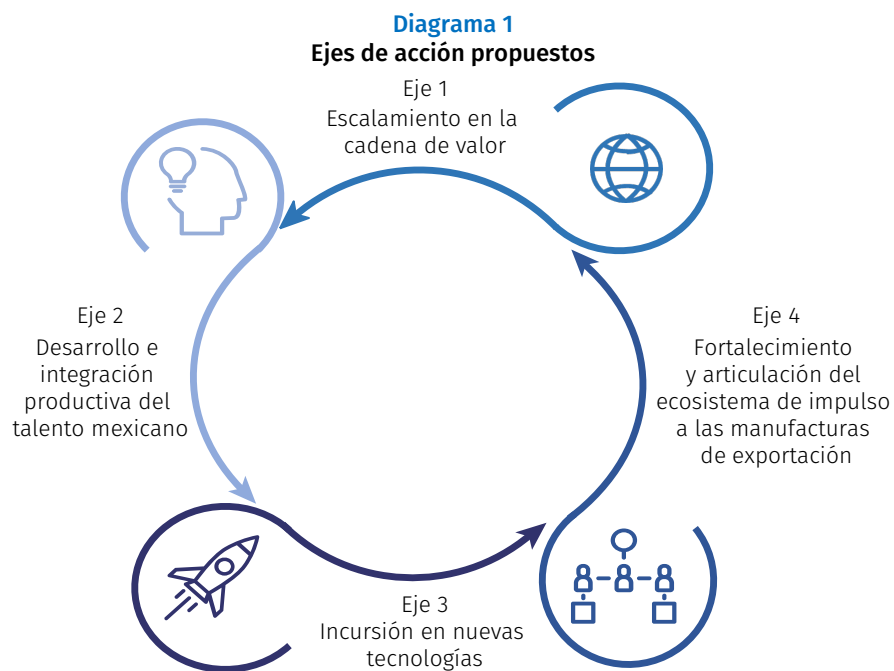 Diagrama 1
Ejes de acción propuestos
Eje 1
Escalamiento en la
cadena de valor
Eje 2
Desarrollo e
integración
productiva del
talento mexicano
Eje 3
Incursión en nuevas
tecnologías
Eje 4
Fortalecimiento
y articulación del
ecosistema de impulso
a las manufacturas
de exportación